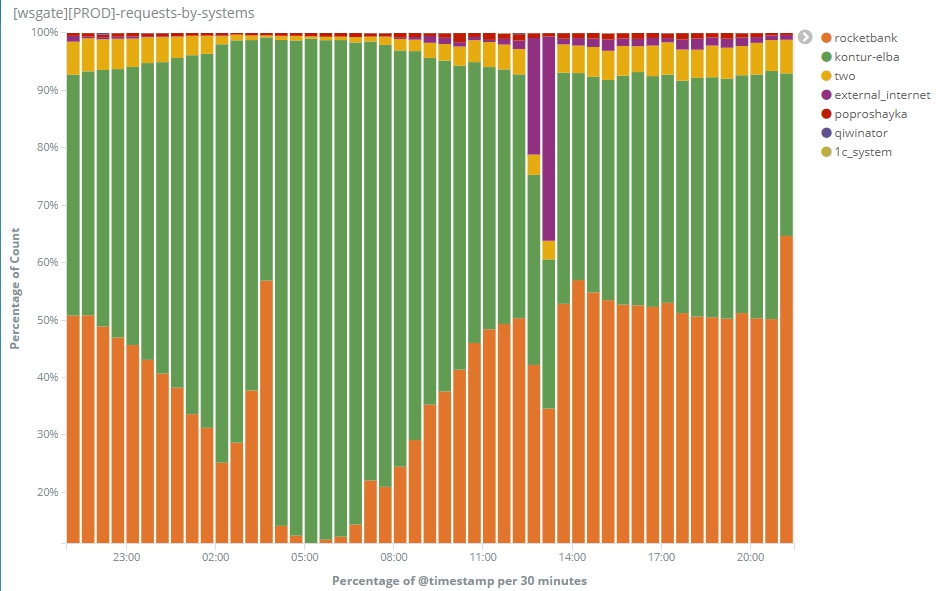 [wsgate][PROD]-requests-by-systems
100%
90%
80%
70%
60%
50%
40%
30%
20%
Percentage of Count
23:00 02:00 05:00 08:00 11:00 14:00 17:00 20:00
Percentage of @timestamp per 30 minutes
rocketbank
kontur-elba
two
external_internet
poproshayka
qiwinator
1c_system